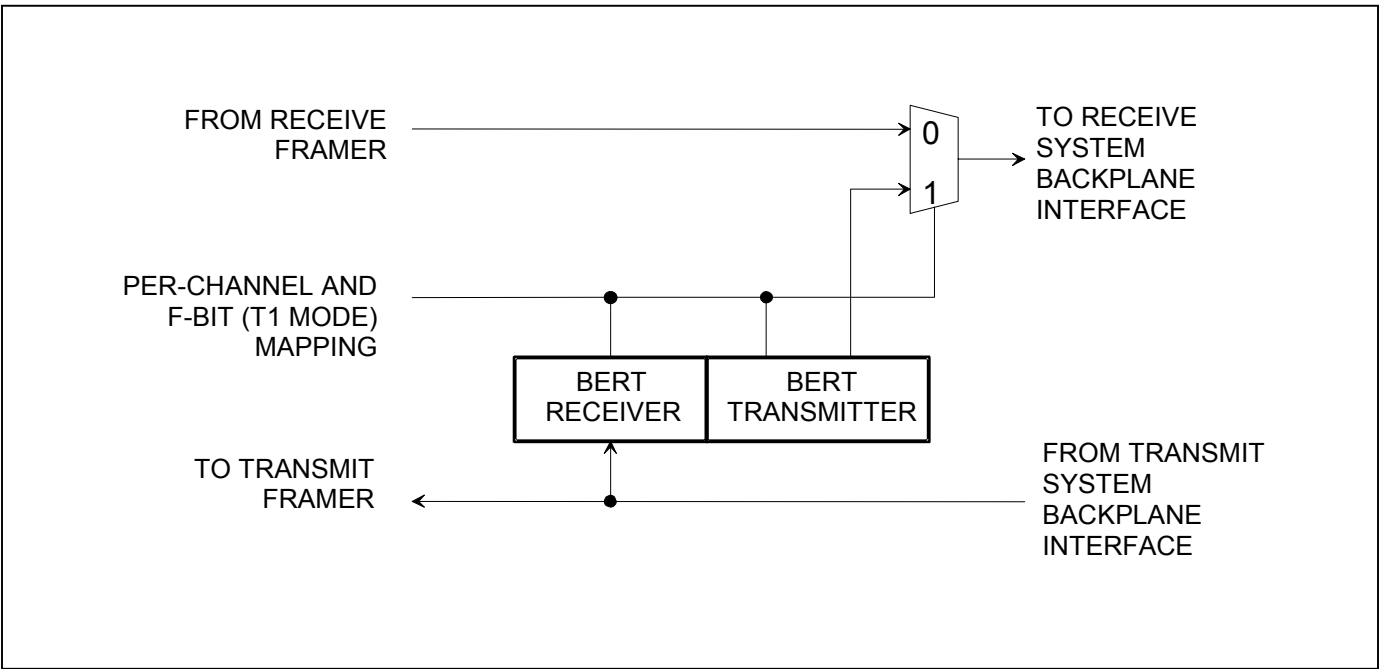 FROM RECEIVE
FRAMER
0
1
TO RECEIVE
SYSTEM
BACKPLANE
INTERFACE
PER-CHANNEL AND
F-BIT (T1 MODE)
MAPPING
BERT
RECEIVER
BERT
TRANSMITTER
TO TRANSMIT
FRAMER
FROM TRANSMIT
SYSTEM
BACKPLANE
INTERFACE